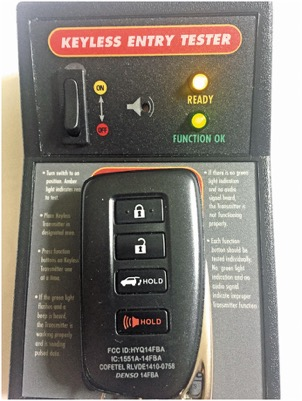 KEYLESS ENTRY TESTER
ON
OFF
READY
FUNCTION OK
• Turn switch to on
position. Amber
light indicates ready
to test.
• Place keyless
Transmitter in
designated area.
• Press function
buttons on Keyless
Transmitter one
at a time.
• If the green light
flashes and a
beep is heard,
the transmitter is
working properly
and is sending
pulsed data.
• If there is no green
light indication
and no audio
signal heard,
the Transmitter is
not functioning
properly.
• Each function
button should be
tested individually.
No green light
indication and no
audio signal
indicate improper
Transmitter function.
HOLD
HOLD
FCC ID:HYQ14FBA
IC:1551A-14FBA
COFETEL RLVDE1410-0758
DENSO 14FBA